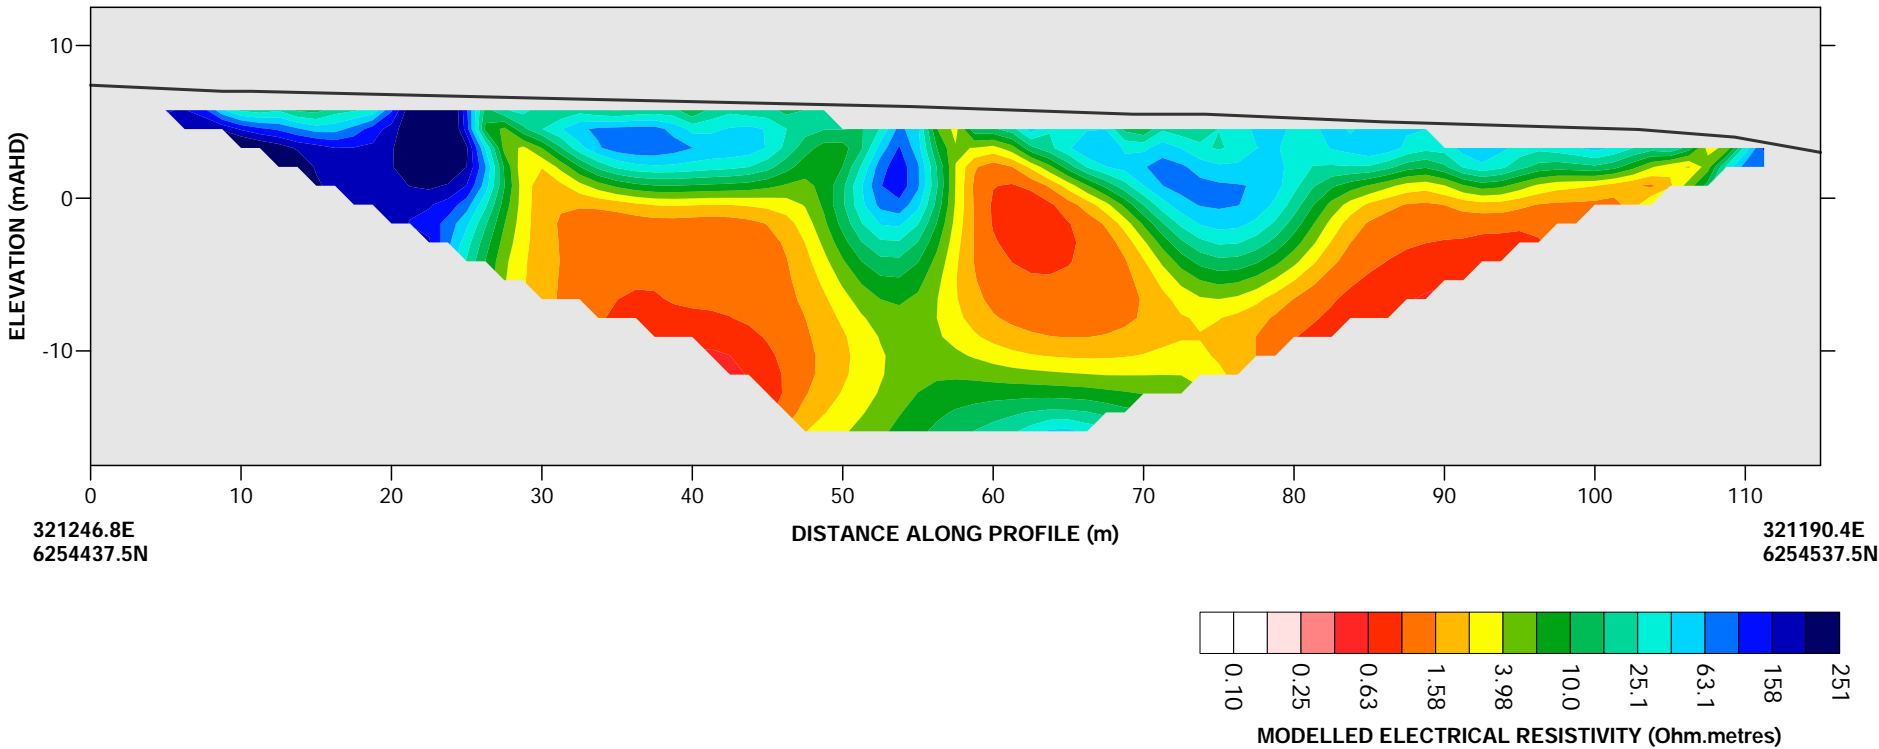 ELEVATION (mAHD)
10
0
-10
0 10 20 30 40 50 60 70 80 90 100 110
321246.8E
6254437.5N
DISTANCE ALONG PROFILE (m)
321190.4E
6254537.5N
0.10 0.25 0.63 1.58 3.98 10.0 25.1 63.1 158 251
MODELLED ELECTRICAL RESISTIVITY (Ohm.metres)